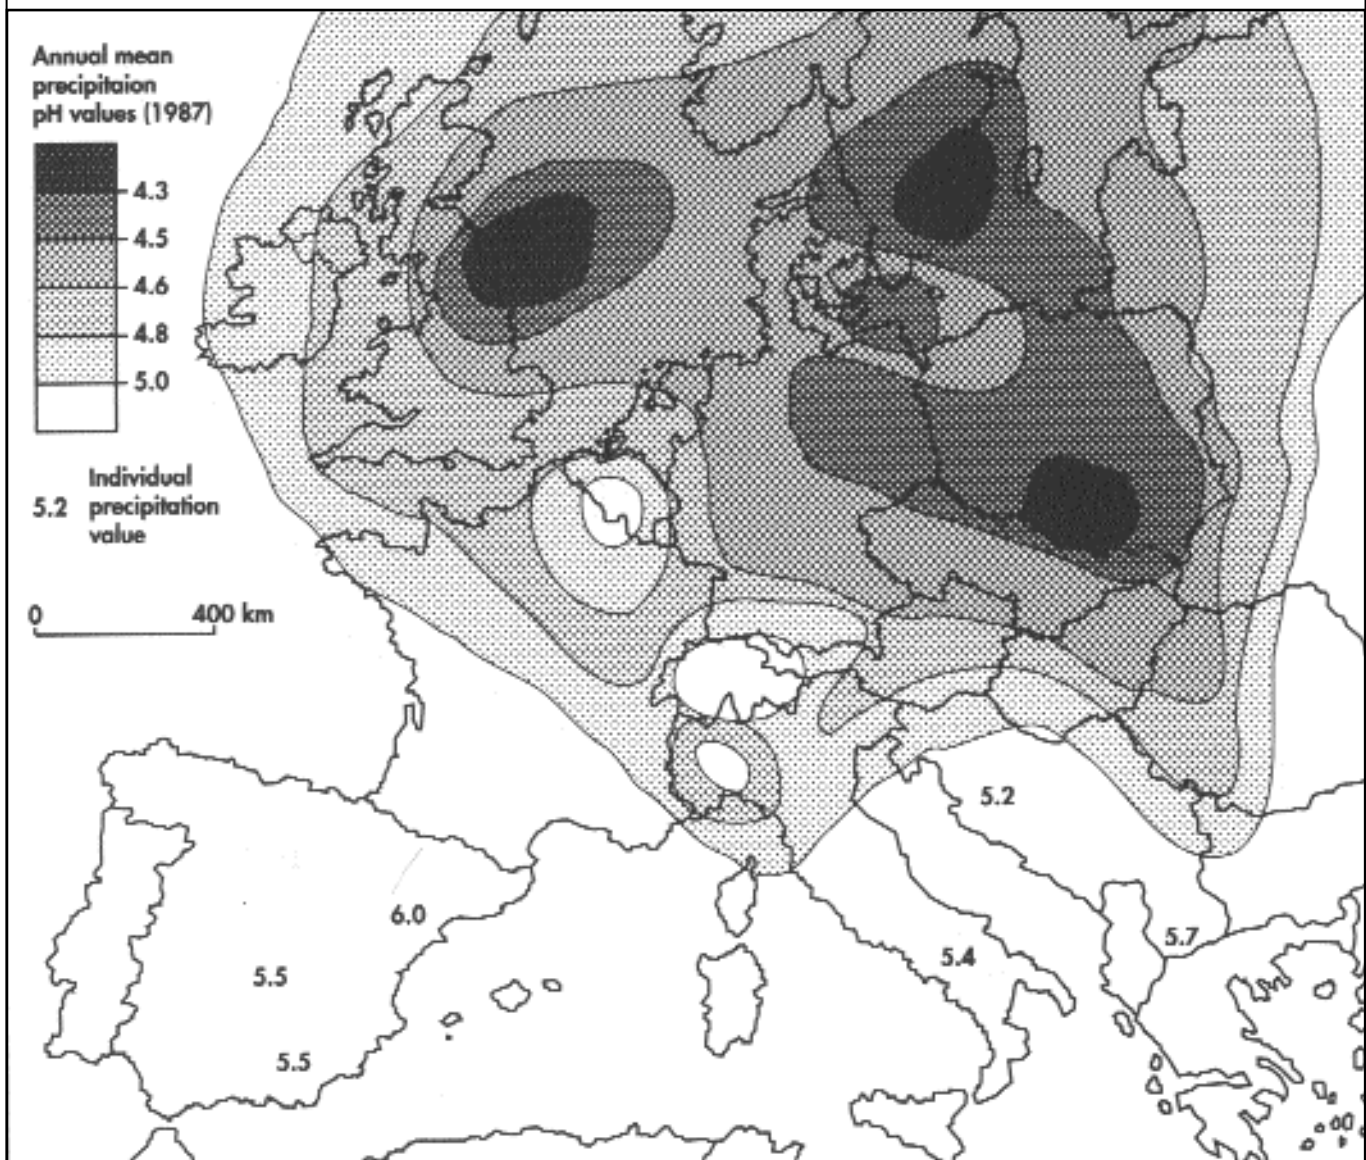 Annual mean
precipitaion
pH values (1987)
4.3
4.5
4.6
4.8
5.0
Individual
5.2 precipitation
value
0 400 km
5.2
6.0
5.7
5.4
5.5
5.5